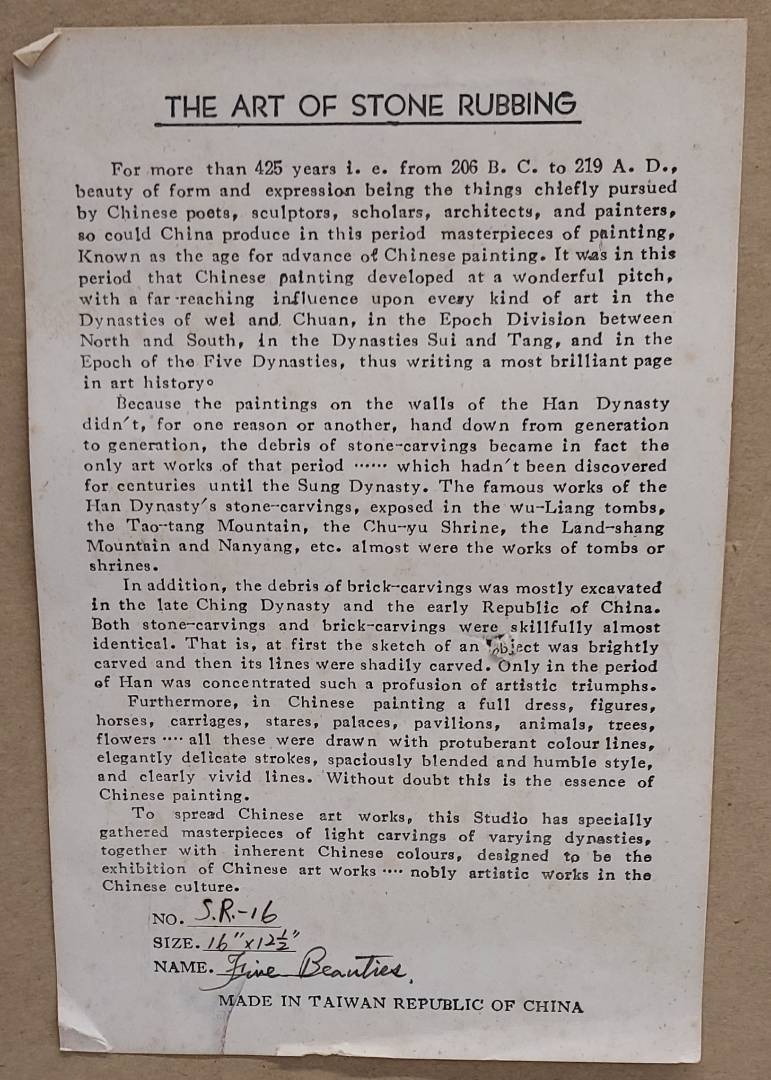 THE ART OF STONE RUBBING
For more than 425 years i. e. from 206 B. C. to 219 A. D.,
beauty of form and expression being the things chiefly pursued
by Chinese poets, sculptors, scholars, architects, and painters,
so could China produce in this period masterpieces of painting,
Known as the age for advance of Chinese painting. It was in this
period that Chinese painting developed at a wonderful pitch,
with a far-reaching influence upon every kind of art in the
Dynasties of wei and Chuan, in the Epoch Division between
North and South, in the Dynasties Sui and Tang, and in the
Epoch of the Five Dynasties, thus writing a most brilliant page
in art history。
Because the paintings on the walls of the Han Dynasty
didn't, for one reason or another, hand down from generation
to generation, the debris of stone-carvings became in fact the
only art works of that period ······ which hadn't been discovered
for centuries until the Sung Dynasty. The famous works of the
Han Dynasty's stone-carvings, exposed in the wu-Liang tombs,
the Tao-tang Mountain, the Chu-yu Shrine, the Land-shang
Mountain and Nanyang, etc. almost were the works of tombs or
shrines.
In addition, the debris of brick-carvings was mostly excavated
in the late Ching Dynasty and the early Republic of China.
Both stone-carvings and brick-carvings were skillfully almost
identical. That is, at first the sketch of an object was brightly
carved and then its lines were shadily carved. Only in the period
of Han was concentrated such a profusion of artistic triumphs.
Furthermore, in Chinese painting a full dress, figures,
horses, carriages, stares, palaces, pavilions, animals, trees,
flowers ···· all these were drawn with protuberant colour lines,
elegantly delicate strokes, spaciously blended and humble style,
and clearly vivid lines. Without doubt this is the essence of
Chinese painting.
To spread Chinese art works, this Studio has specially
gathered masterpieces of light carvings of varying dynasties,
together with inherent Chinese colours, designed to be the
exhibition of Chinese art works ···· nobly artistic works in the
Chinese culture.
NO. S.R.-16
SIZE. 16"x12½"
NAME. Five Beauties.
MADE IN TAIWAN REPUBLIC OF CHINA